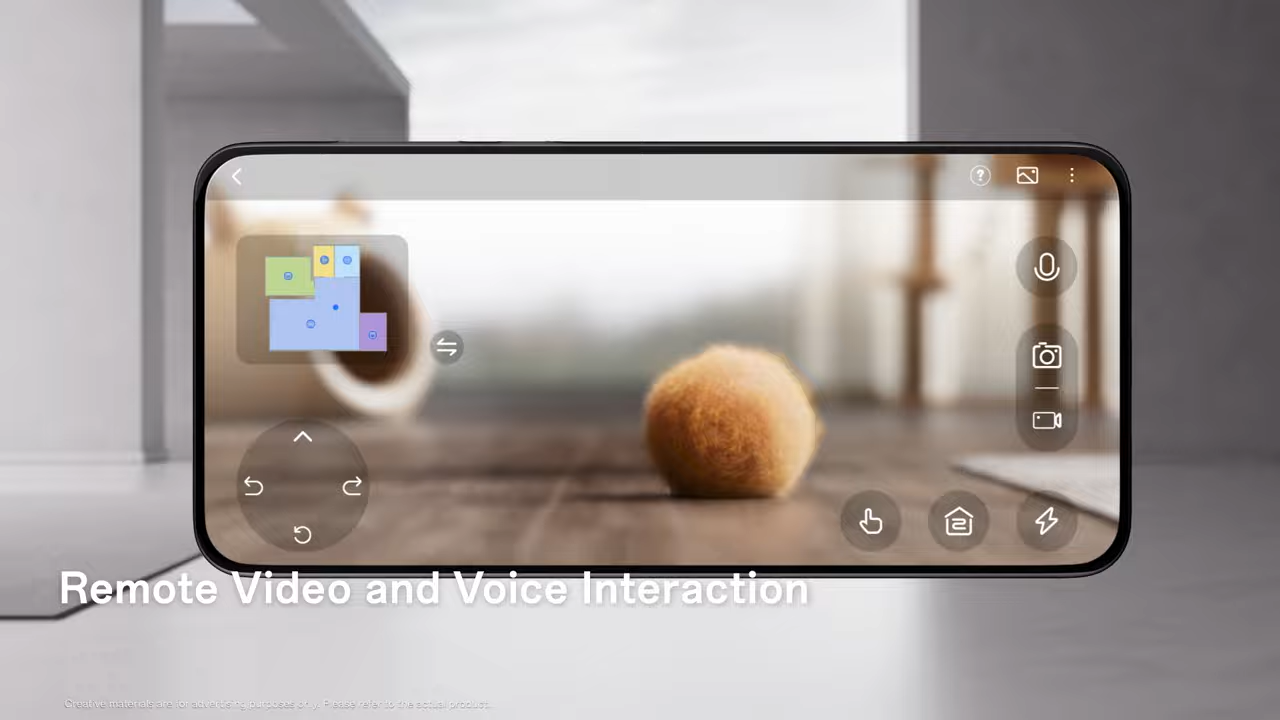 Remote Video and Voice Interaction
Creative materials are for advertising purposes only. Please refer to the actual product.